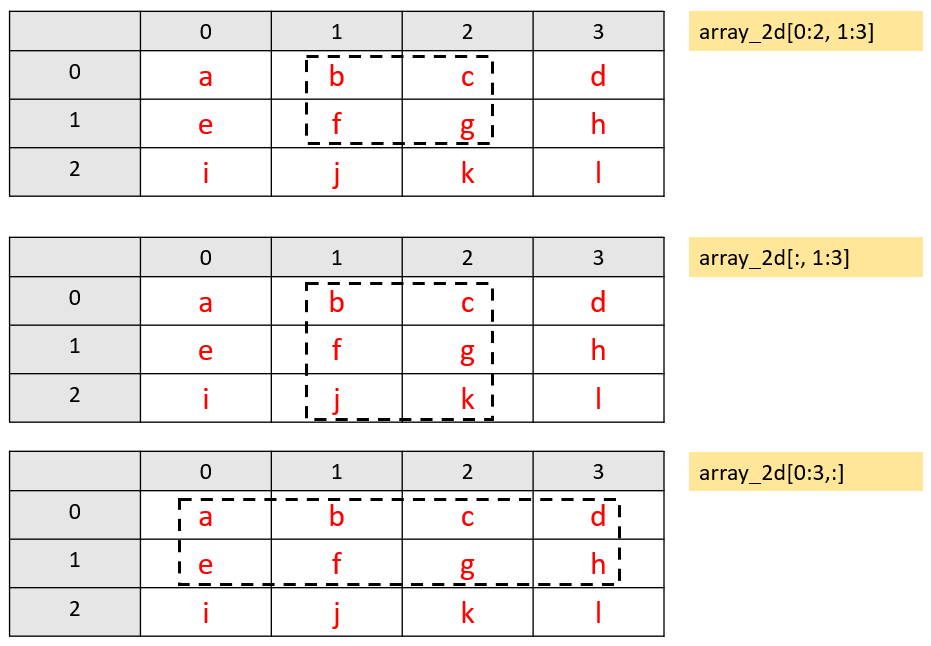 0 1 2 3 array_2d[0:2, 1:3]
0 a b c d
1 e f g h
2 i j k l
0 1 2 3 array_2d[:, 1:3]
0 a b c d
1 e f g h
2 i j k l
0 1 2 3 array_2d[0:3,:]
0 a b c d
1 e f g h
2 i j k l